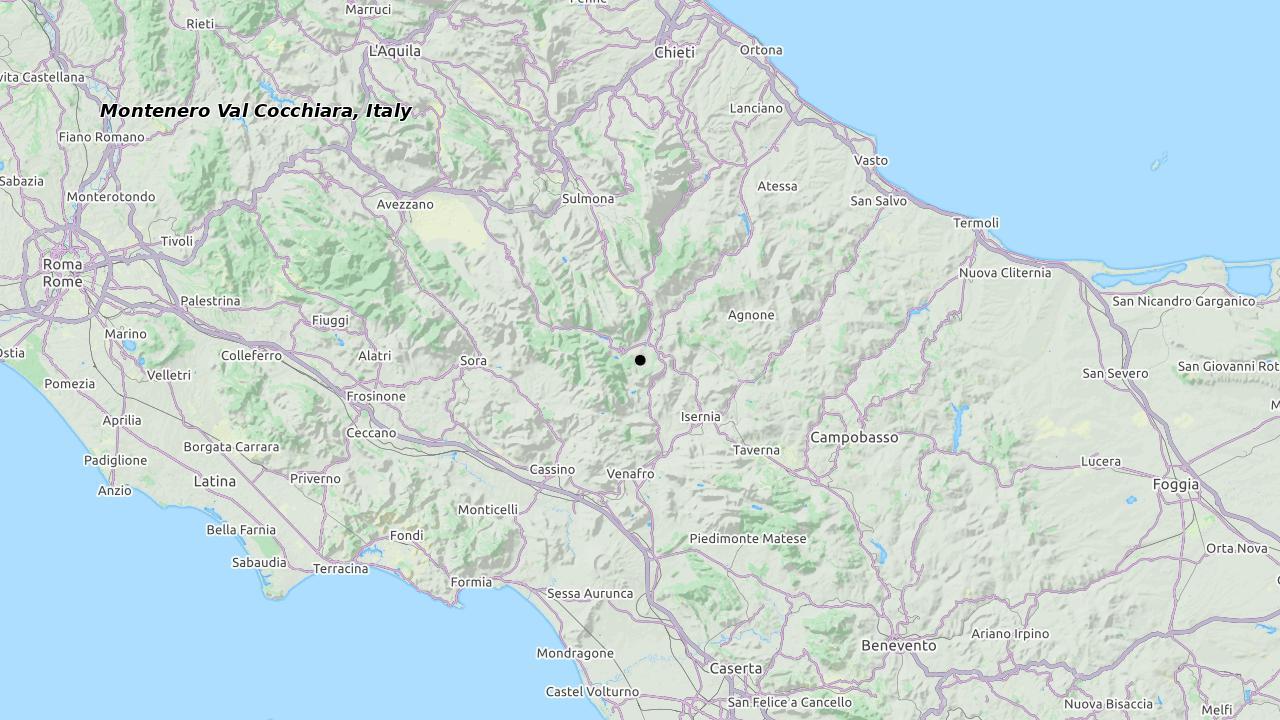 Penne
Marruci
Rieti
L'Aquila
Chieti
Ortona
vita Castellana
Montenero Val Cocchiara, Italy
Lanciano
Fiano Romano
Vasto
Sabazia
Monterotondo
Atessa
Sulmona
Avezzano
San Salvo
Termoli
Tivoli
Roma
Rome
Nuova Cliternia
Palestrina
San Nicandro Garganico
Fiuggi
Agnone
Marino
Ostia
Colleferro
Alatri
Sora
San Giovanni Rot
Velletri
San Severo
Pomezia
Frosinone
M
Aprilia
Isernia
Ceccano
Campobasso
Borgata Carrara
Taverna
Padiglione
Lucera
Cassino
Venafro
Priverno
Latina
Foggia
Anzio
Monticelli
Bella Farnia
Fondi
Piedimonte Matese
Orta Nova
Sabaudia
Terracina
Formia
Sessa Aurunca
Ariano Irpino
Benevento
Mondragone
Caserta
Castel Volturno
San Felice a Cancello
Nuova Bisaccia
Melfi